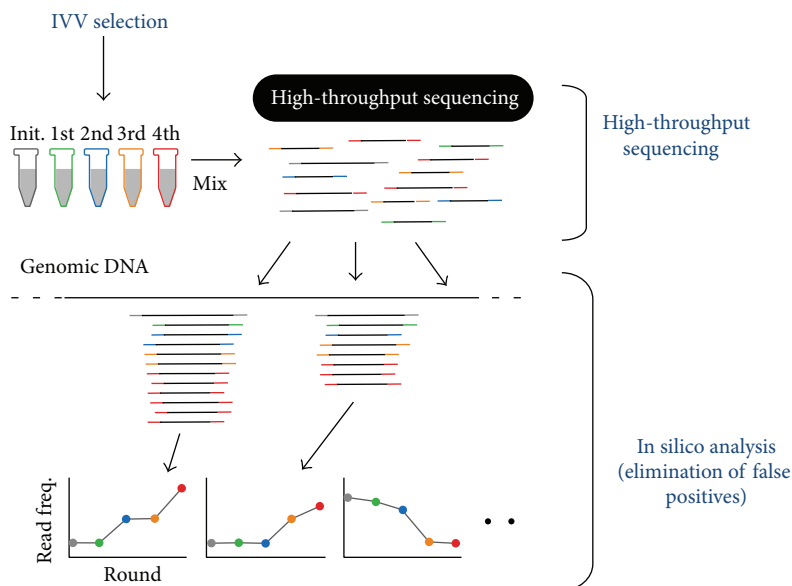 IVV selection
High-throughput sequencing
Init. 1st 2nd 3rd 4th
Mix
High-throughput
sequencing
Genomic DNA
In silico analysis
(elimination of false
positives)
Read freq.
Round